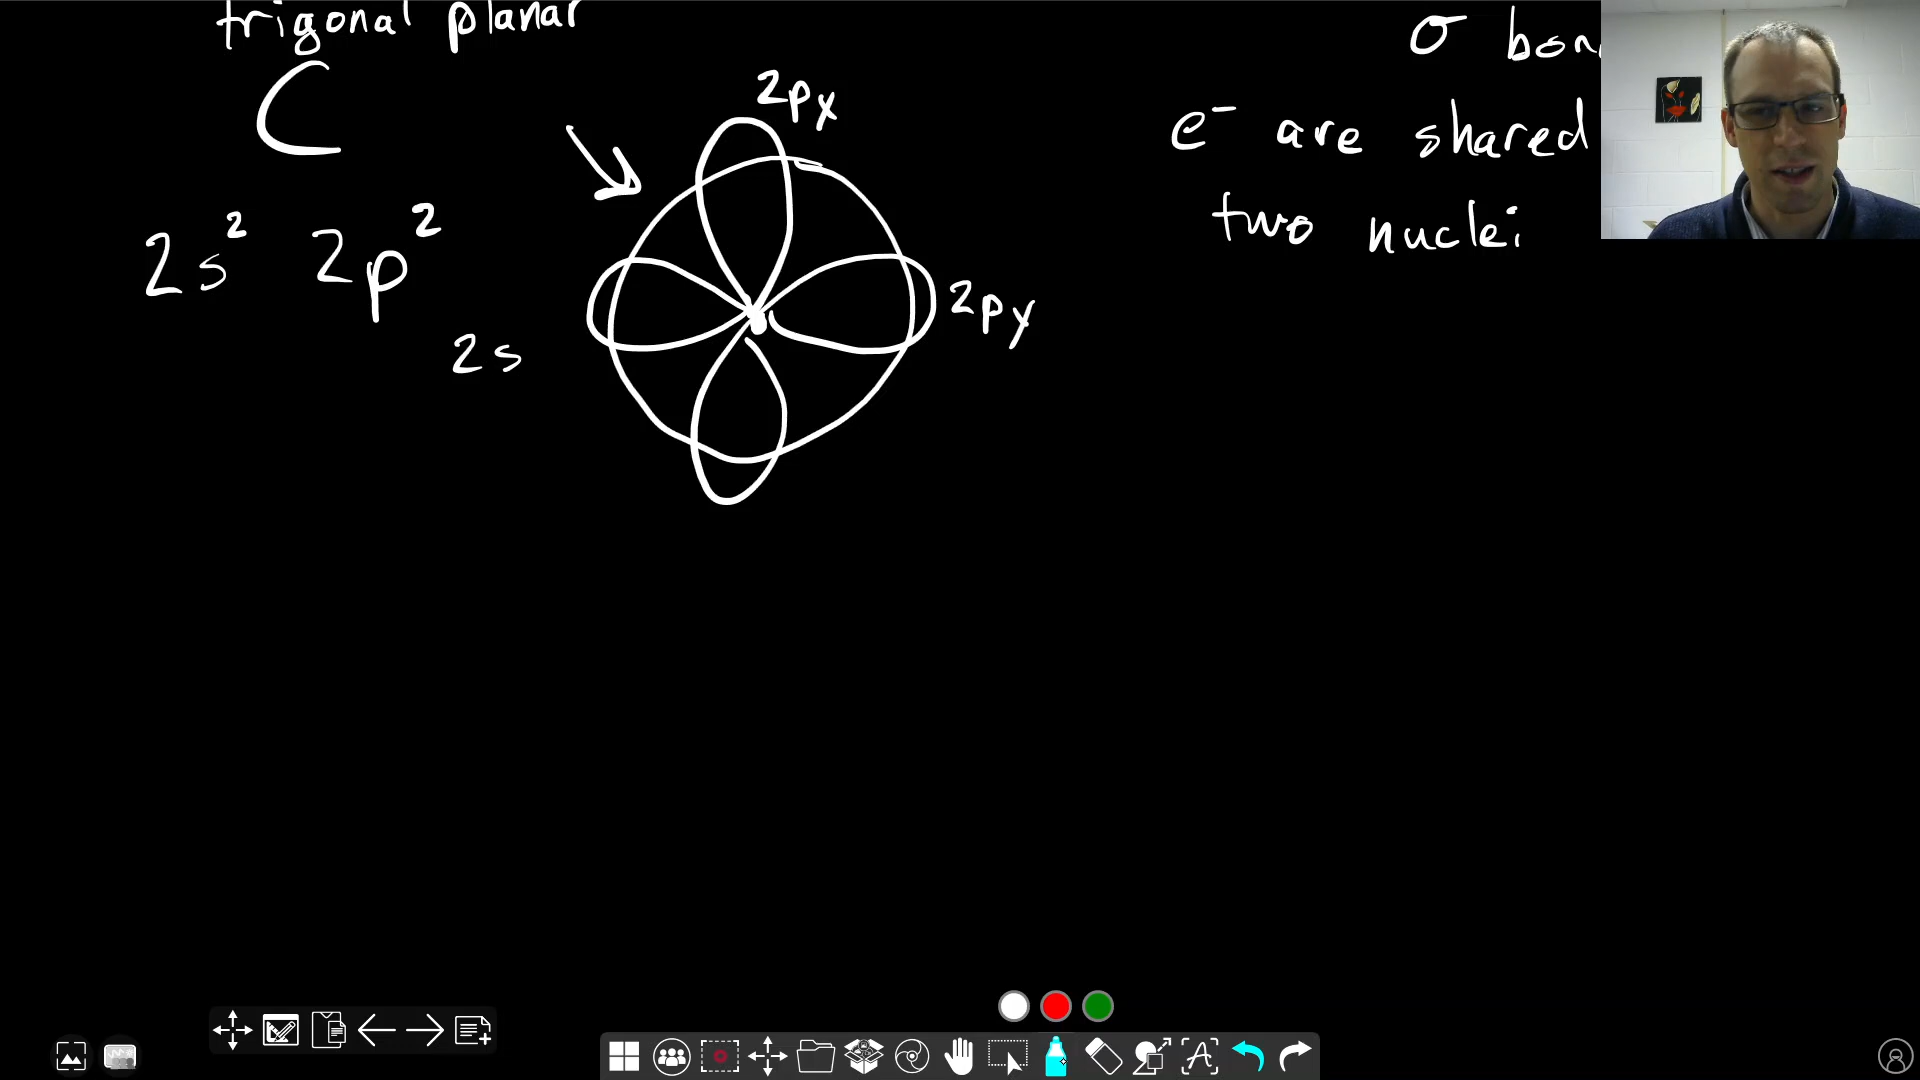 trigonal planar
C
2s² 2p²
2s
2px
2py
σ bon
e⁻ are shared
two nuclei